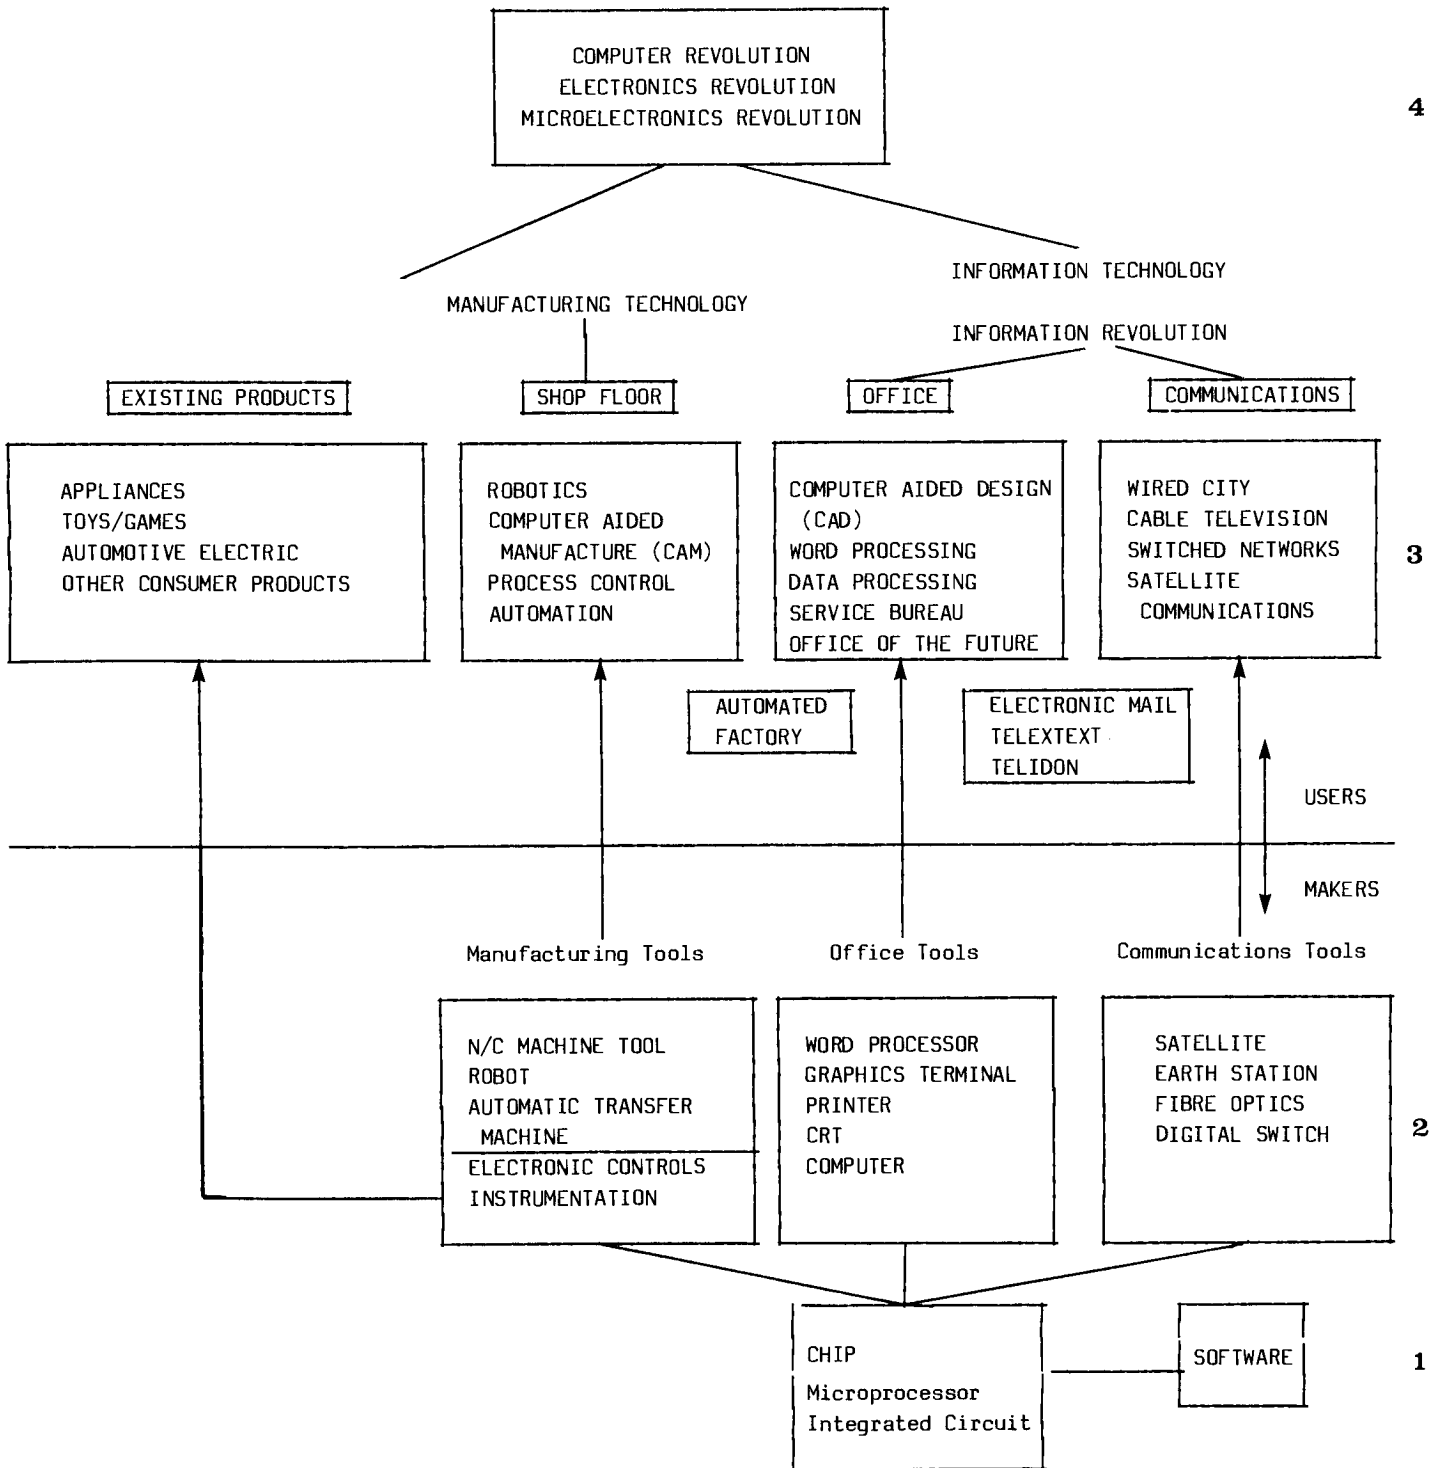 COMPUTER REVOLUTION
ELECTRONICS REVOLUTION
MICROELECTRONICS REVOLUTION
4
INFORMATION TECHNOLOGY
MANUFACTURING TECHNOLOGY
INFORMATION REVOLUTION
EXISTING PRODUCTS
SHOP FLOOR
OFFICE
COMMUNICATIONS
APPLIANCES
TOYS/GAMES
AUTOMOTIVE ELECTRIC
OTHER CONSUMER PRODUCTS
ROBOTICS
COMPUTER AIDED
MANUFACTURE (CAM)
PROCESS CONTROL
AUTOMATION
COMPUTER AIDED DESIGN
(CAD)
WORD PROCESSING
DATA PROCESSING
SERVICE BUREAU
OFFICE OF THE FUTURE
WIRED CITY
CABLE TELEVISION
SWITCHED NETWORKS
SATELLITE
COMMUNICATIONS
3
AUTOMATED
FACTORY
ELECTRONIC MAIL
TELEXTEXT
TELIDON
USERS
MAKERS
Manufacturing Tools
Office Tools
Communications Tools
N/C MACHINE TOOL
ROBOT
AUTOMATIC TRANSFER
MACHINE
ELECTRONIC CONTROLS
INSTRUMENTATION
WORD PROCESSOR
GRAPHICS TERMINAL
PRINTER
CRT
COMPUTER
SATELLITE
EARTH STATION
FIBRE OPTICS
DIGITAL SWITCH
2
CHIP
Microprocessor
Integrated Circuit
SOFTWARE
1